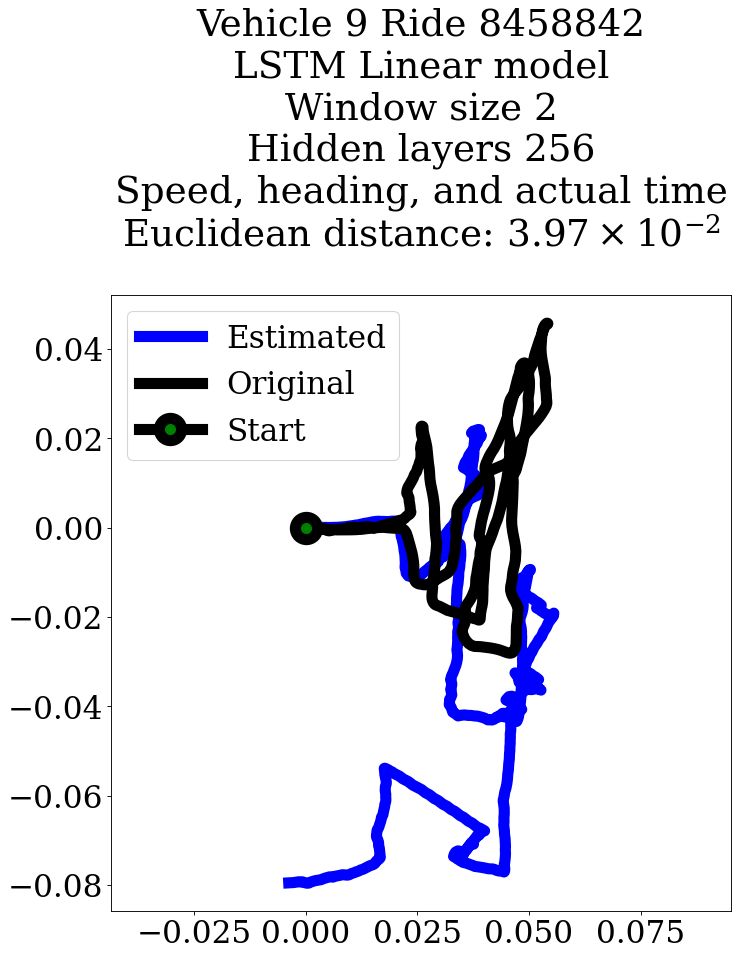 Vehicle 9 Ride 8458842
LSTM Linear model
Window size 2
Hidden layers 256
Speed, heading, and actual time
Euclidean distance: 3.97 × 10⁻²
Estimated
Original
Start
0.04
0.02
0.00
−0.02
−0.04
−0.06
−0.08
−0.025 0.000 0.025 0.050 0.075